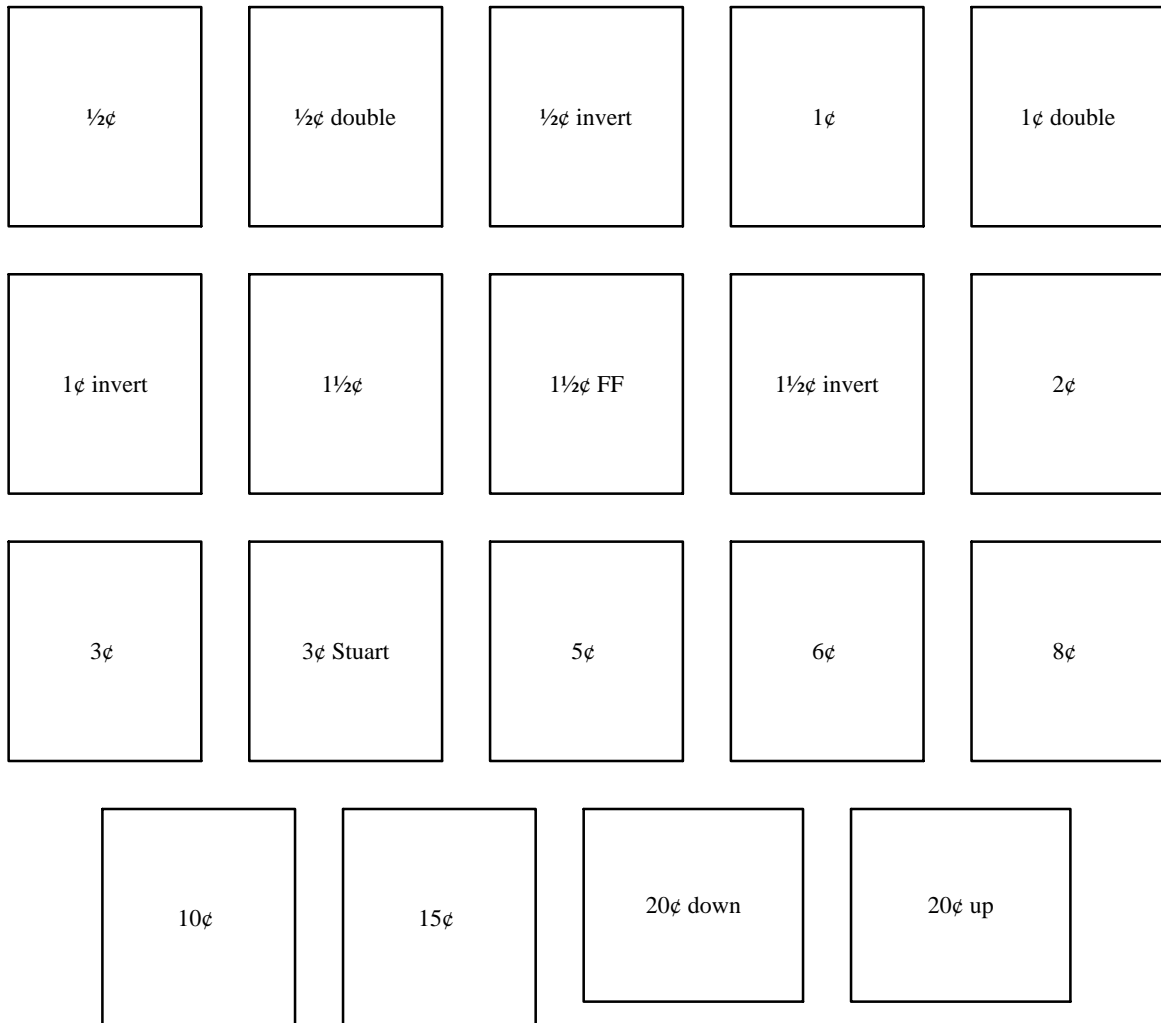 ½¢
½¢ double
½¢ invert
1¢
1¢ double
1¢ invert
1½¢
1½¢ FF
1½¢ invert
2¢
3¢
3¢ Stuart
5¢
6¢
8¢
10¢
15¢
20¢ down
20¢ up